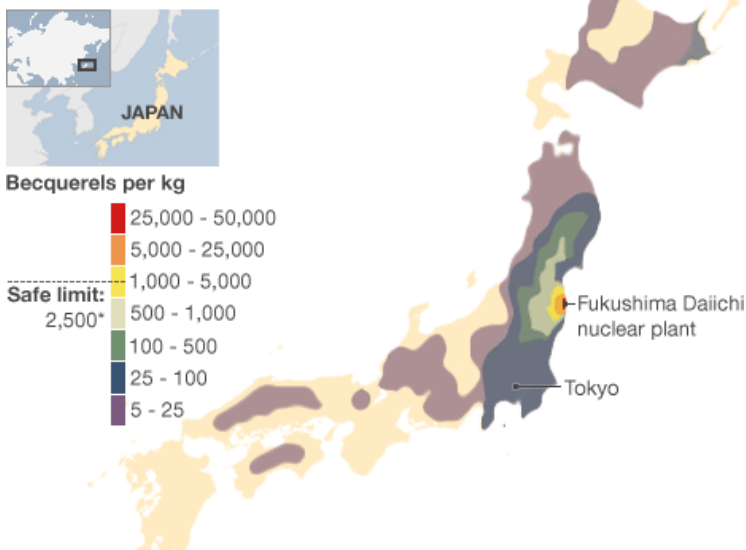 JAPAN
Becquerels per kg
25,000 - 50,000
5,000 - 25,000
1,000 - 5,000
Safe limit:
2,500*
500 - 1,000
100 - 500
25 - 100
5 - 25
Fukushima Daiichi
nuclear plant
Tokyo